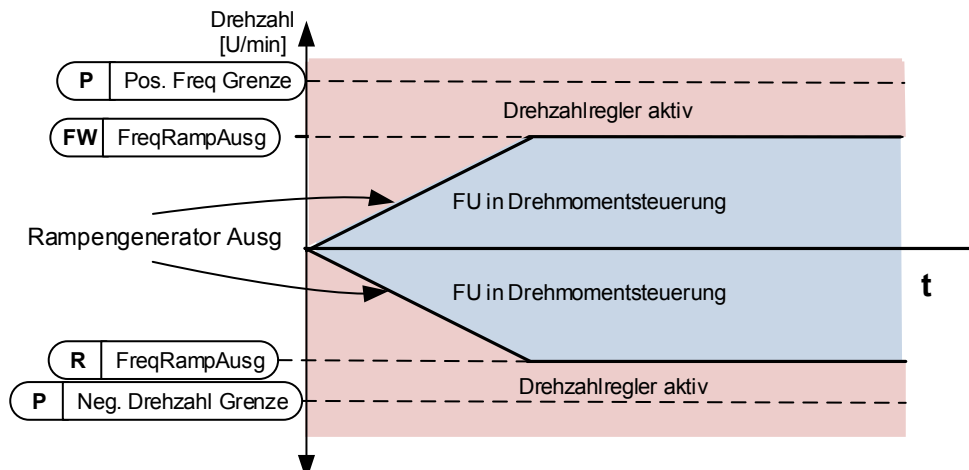 Drehzahl
[U/min]
P Pos. Freq Grenze
Drehzahlregler aktiv
FW FreqRampAusg
FU in Drehmomentsteuerung
Rampengenerator Ausg
FU in Drehmomentsteuerung
t
R FreqRampAusg
Drehzahlregler aktiv
P Neg. Drehzahl Grenze